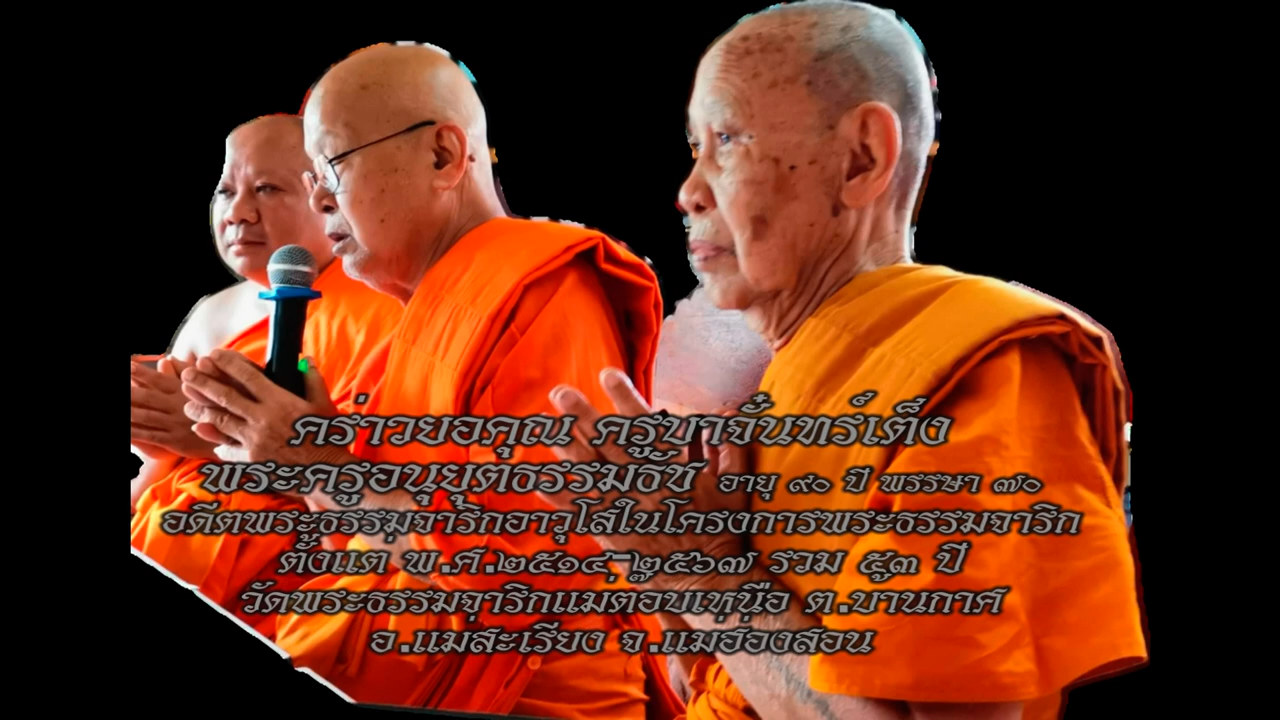 คร่าวยอคุณ ครูบาจั๋นทร์เต็ง
พระครูอนุยุตธรรมธัช อายุ ๙๐ ปี พรรษา ๗๐
อดีตพระธรรมจาริกอาวุโสในโครงการพระธรรมจาริก
ตั้งแต่ พ.ศ.๒๕๑๔-๒๕๖๗ รวม ๕๓ ปี
วัดพระธรรมจาริกแม่ต๊อบเหนือ ต.บ้านกาศ
อ.แม่สะเรียง จ.แม่ฮ่องสอน